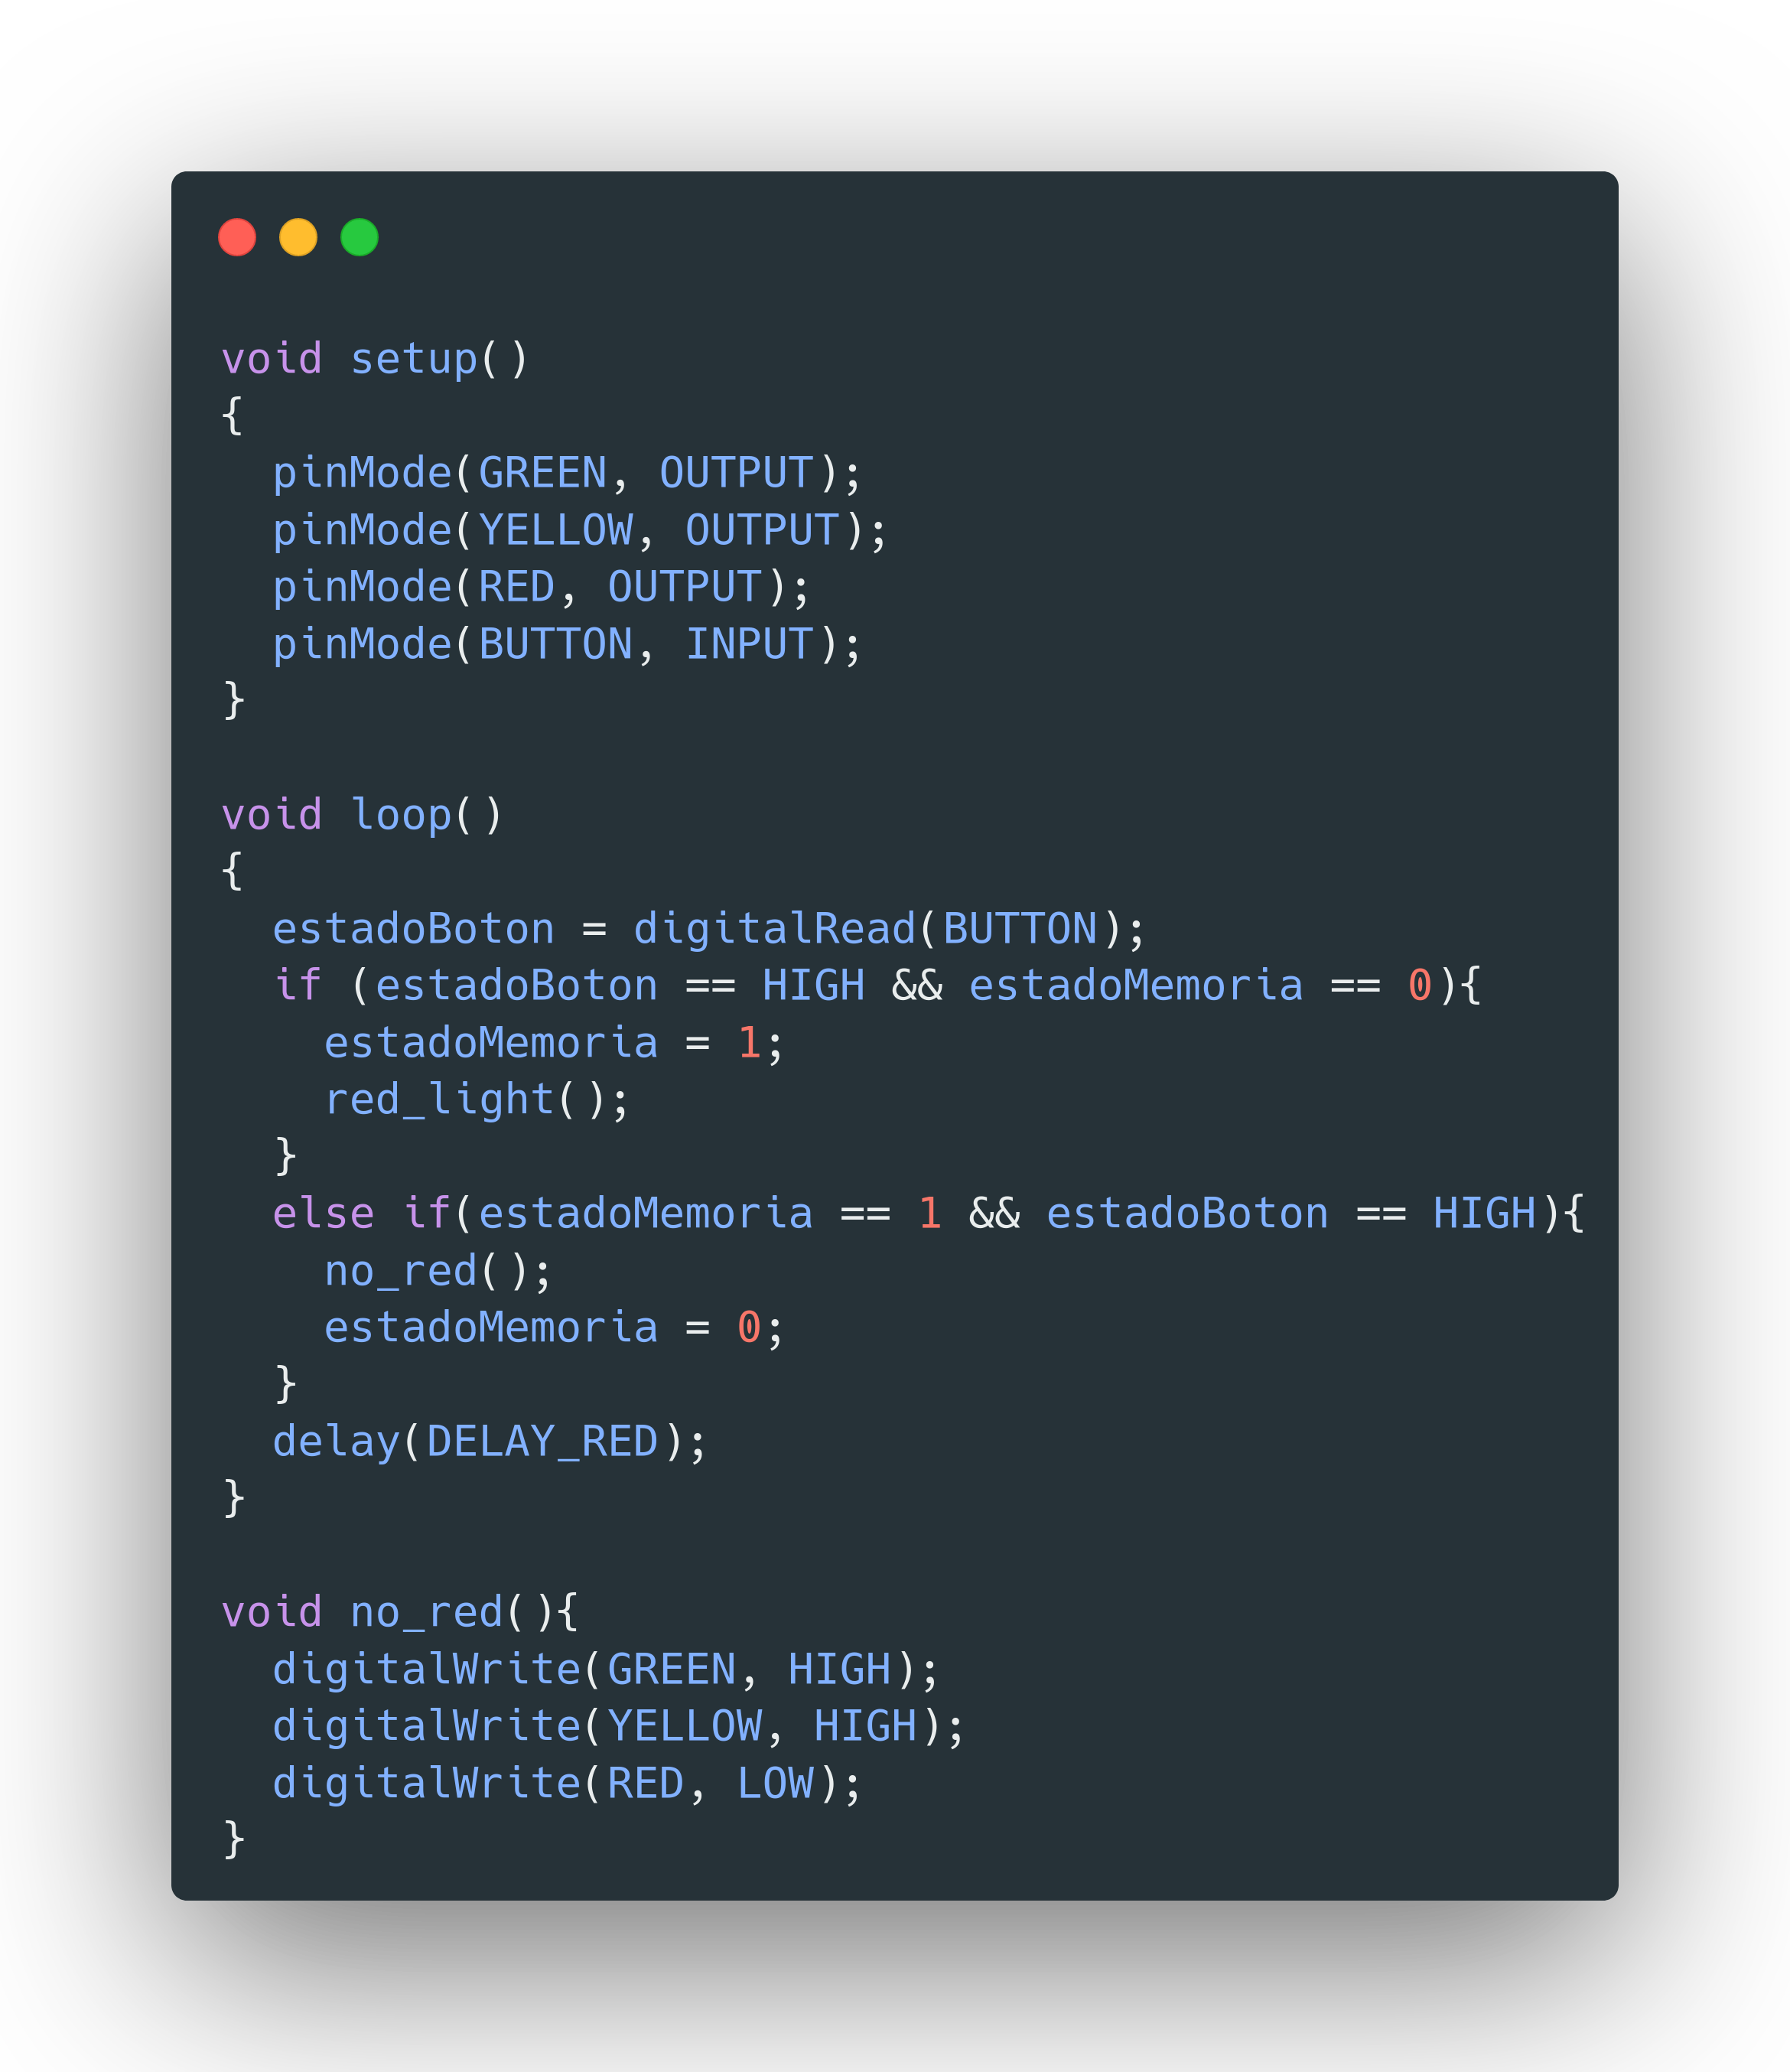 void setup()
{
  pinMode(GREEN, OUTPUT);
  pinMode(YELLOW, OUTPUT);
  pinMode(RED, OUTPUT);
  pinMode(BUTTON, INPUT);
}

void loop()
{
  estadoBoton = digitalRead(BUTTON);
  if (estadoBoton == HIGH && estadoMemoria == 0){
    estadoMemoria = 1;
    red_light();
  }
  else if(estadoMemoria == 1 && estadoBoton == HIGH){
    no_red();
    estadoMemoria = 0;
  }
  delay(DELAY_RED);
}

void no_red(){
  digitalWrite(GREEN, HIGH);
  digitalWrite(YELLOW, HIGH);
  digitalWrite(RED, LOW);
}